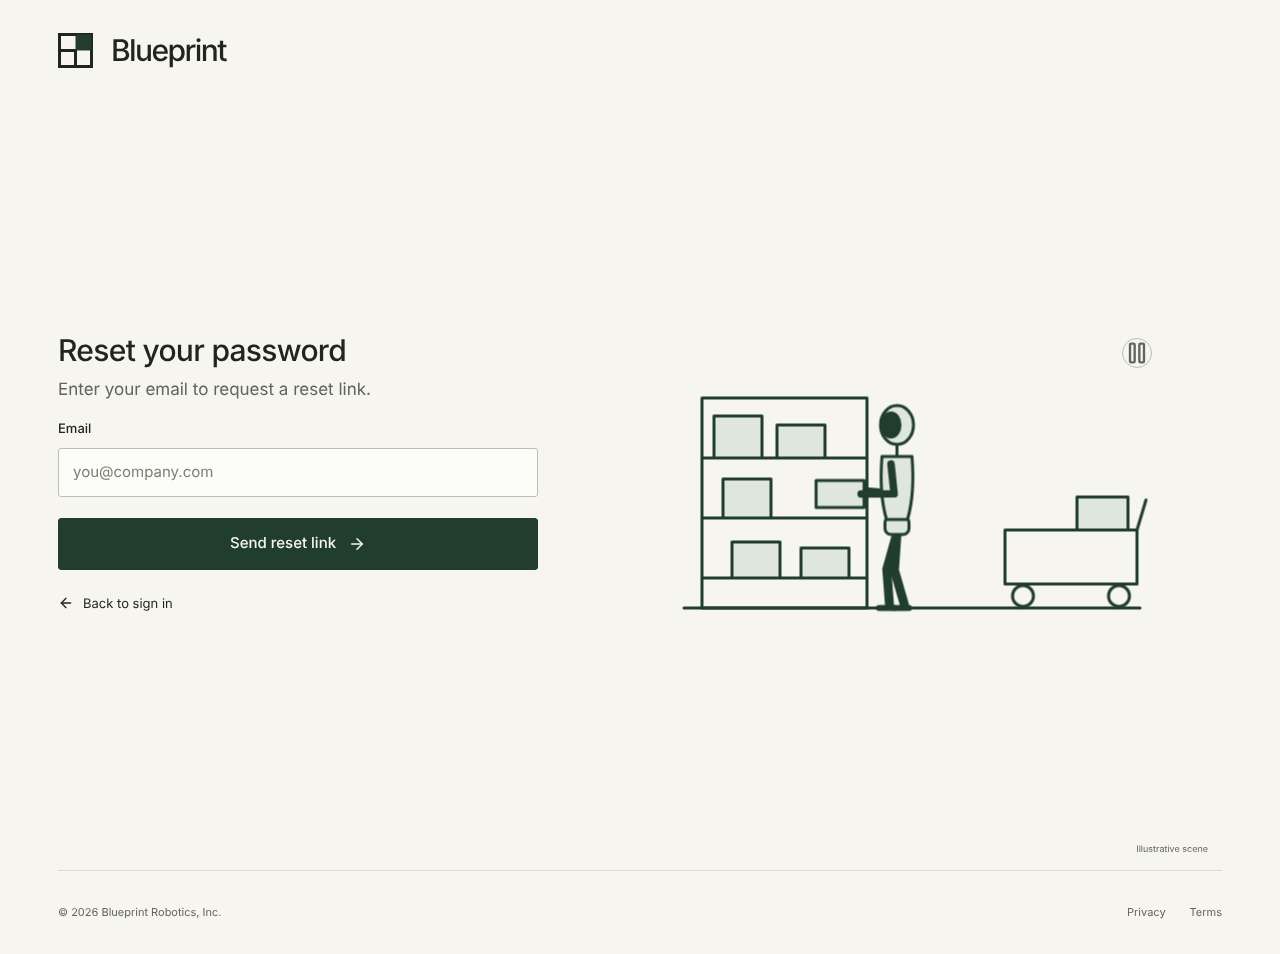 Blueprint
Reset your password
Enter your email to request a reset link.
Email
you@company.com
Send reset link
Back to sign in
Illustrative scene
© 2026 Blueprint Robotics, Inc.
Privacy
Terms